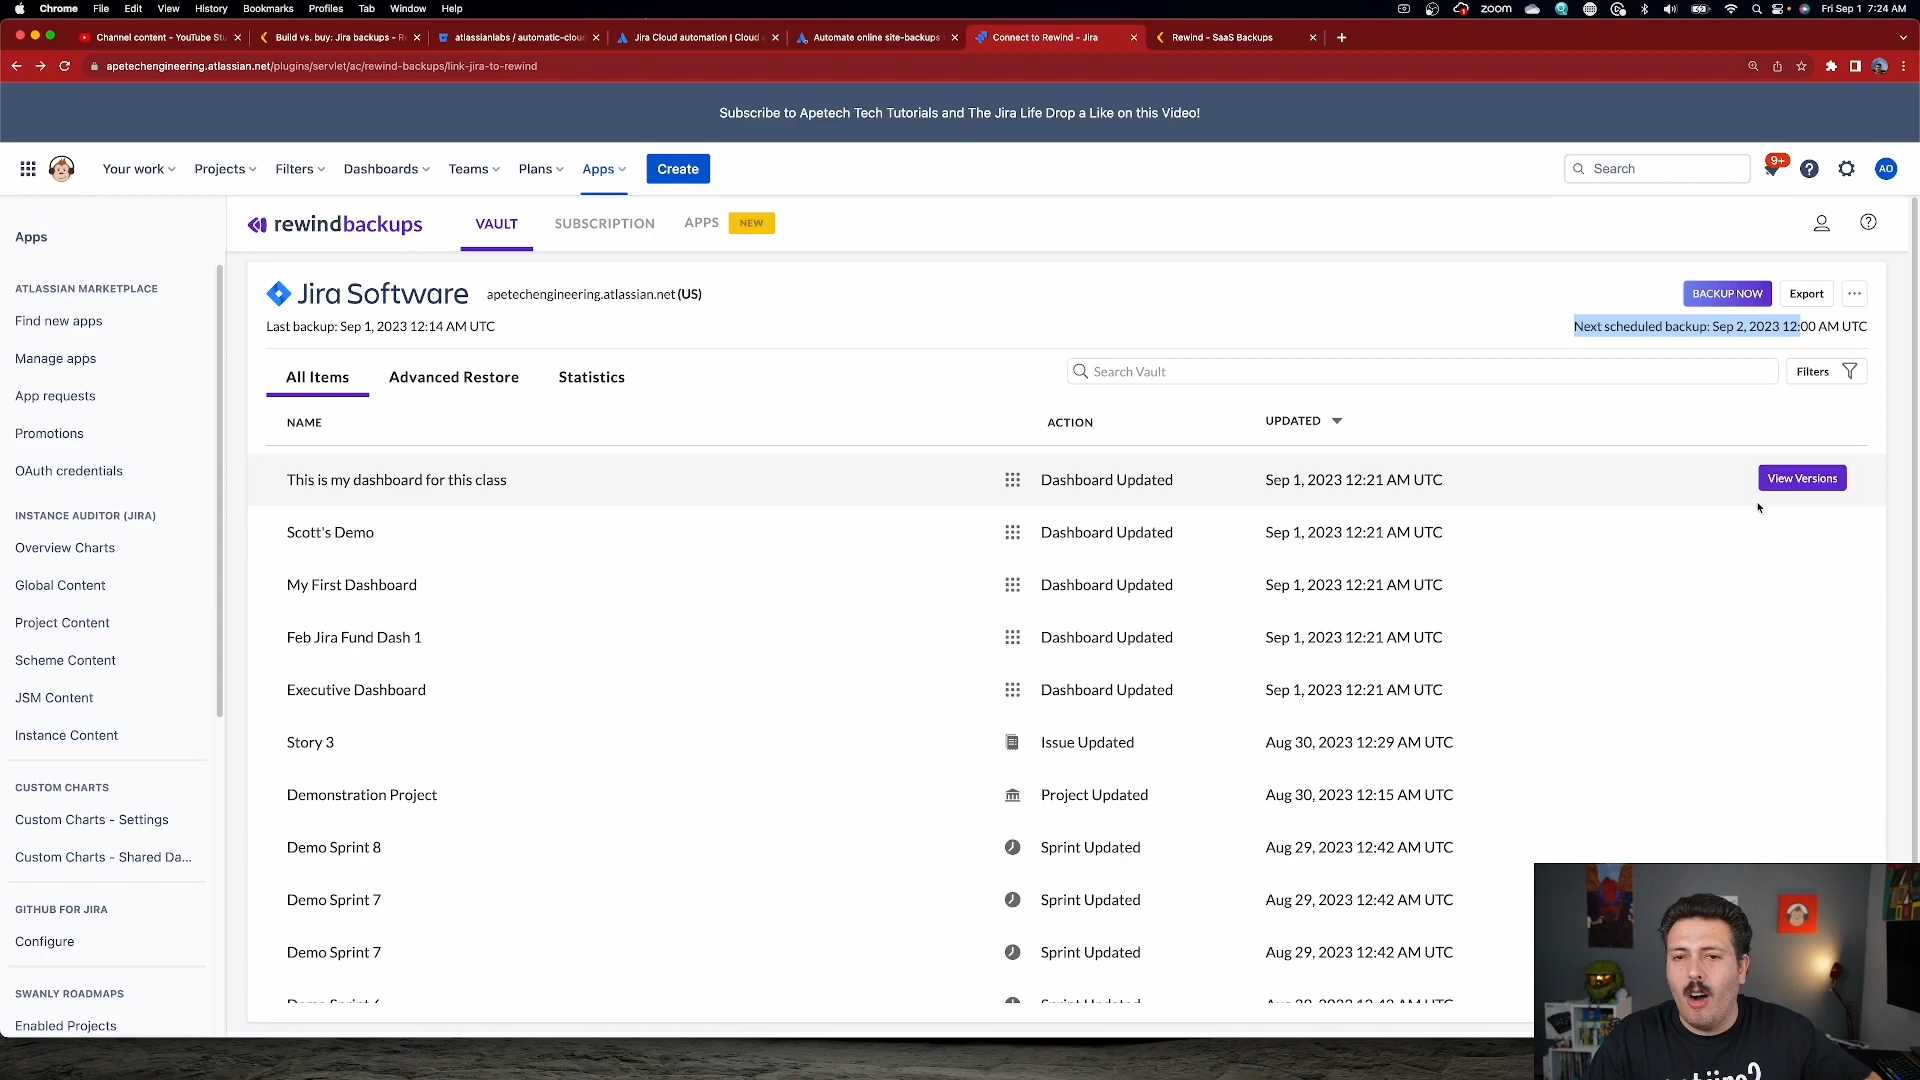 Chrome File Edit View History Bookmarks Profiles Tab Window Help
zoom
Fri Sep 1 7:24 AM
Channel content - YouTube Stu
Build vs. buy: Jira backups - Re
atlassianlabs / automatic-cloud
Jira Cloud automation | Cloud a
Automate online site-backups
Connect to Rewind - Jira
Rewind - SaaS Backups
apetechengineering.atlassian.net/plugins/servlet/ac/rewind-backups/link-jira-to-rewind
Subscribe to Apetech Tech Tutorials and The Jira Life Drop a Like on this Video!
Your work Projects Filters Dashboards Teams Plans Apps Create
Search
9+
AO
Apps
ATLASSIAN MARKETPLACE
Find new apps
Manage apps
App requests
Promotions
OAuth credentials
INSTANCE AUDITOR (JIRA)
Overview Charts
Global Content
Project Content
Scheme Content
JSM Content
Instance Content
CUSTOM CHARTS
Custom Charts - Settings
Custom Charts - Shared Da...
GITHUB FOR JIRA
Configure
SWANLY ROADMAPS
Enabled Projects
rewindbackups
VAULT SUBSCRIPTION APPS NEW
Jira Software apetechengineering.atlassian.net (US)
BACKUP NOW Export
Last backup: Sep 1, 2023 12:14 AM UTC
Next scheduled backup: Sep 2, 2023 12:00 AM UTC
All Items Advanced Restore Statistics
Search Vault
Filters
NAME ACTION UPDATED
This is my dashboard for this class Dashboard Updated Sep 1, 2023 12:21 AM UTC View Versions
Scott's Demo Dashboard Updated Sep 1, 2023 12:21 AM UTC
My First Dashboard Dashboard Updated Sep 1, 2023 12:21 AM UTC
Feb Jira Fund Dash 1 Dashboard Updated Sep 1, 2023 12:21 AM UTC
Executive Dashboard Dashboard Updated Sep 1, 2023 12:21 AM UTC
Story 3 Issue Updated Aug 30, 2023 12:29 AM UTC
Demonstration Project Project Updated Aug 30, 2023 12:15 AM UTC
Demo Sprint 8 Sprint Updated Aug 29, 2023 12:42 AM UTC
Demo Sprint 7 Sprint Updated Aug 29, 2023 12:42 AM UTC
Demo Sprint 7 Sprint Updated Aug 29, 2023 12:42 AM UTC